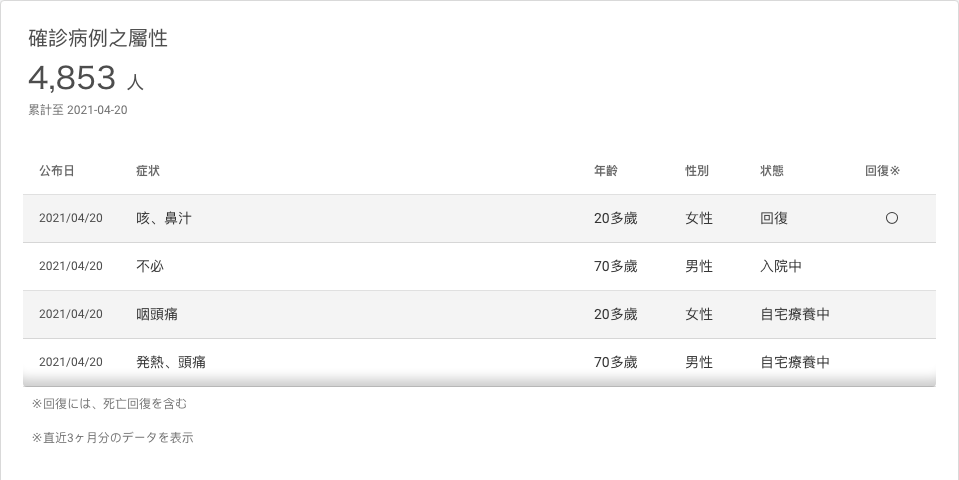 確診病例之屬性
4,853 人
累計至 2021-04-20
公布日 症状 年齢 性別 状態 回復※
2021/04/20 咳、鼻汁 20多歲 女性 回復 ○
2021/04/20 不必 70多歲 男性 入院中
2021/04/20 咽頭痛 20多歲 女性 自宅療養中
2021/04/20 発熱、頭痛 70多歲 男性 自宅療養中
※回復には、死亡回復を含む
※直近3ヶ月分のデータを表示